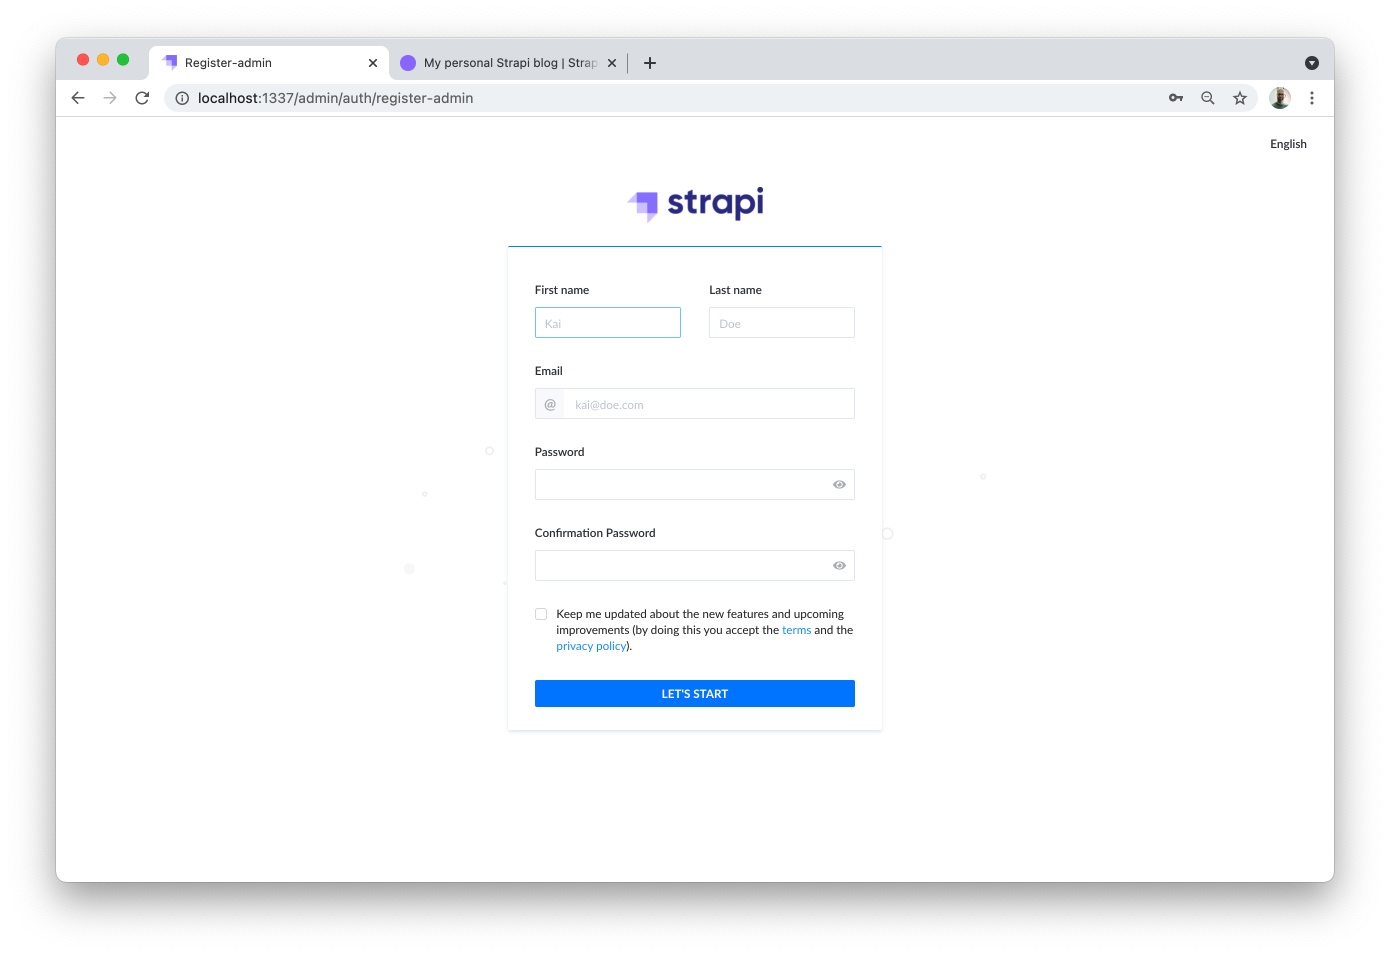 Register-admin
My personal Strapi blog | Strap
localhost:1337/admin/auth/register-admin
English
strapi
First name Last name
Kai Doe
Email
@ kai@doe.com
Password
Confirmation Password
Keep me updated about the new features and upcoming
improvements (by doing this you accept the terms and the
privacy policy).
LET'S START